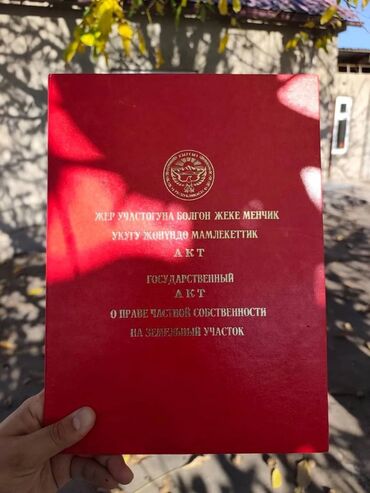 ЖЕР УЧАСТОГУНА БОЛГОН ЖЕКЕ МЕНЧИК
УКУГУ ЖӨНҮНДӨ МАМЛЕКЕТТИК
АКТ
ГОСУДАРСТВЕННЫЙ
АКТ
О ПРАВЕ ЧАСТНОЙ СОБСТВЕННОСТИ
НА ЗЕМЕЛЬНЫЙ УЧАСТОК